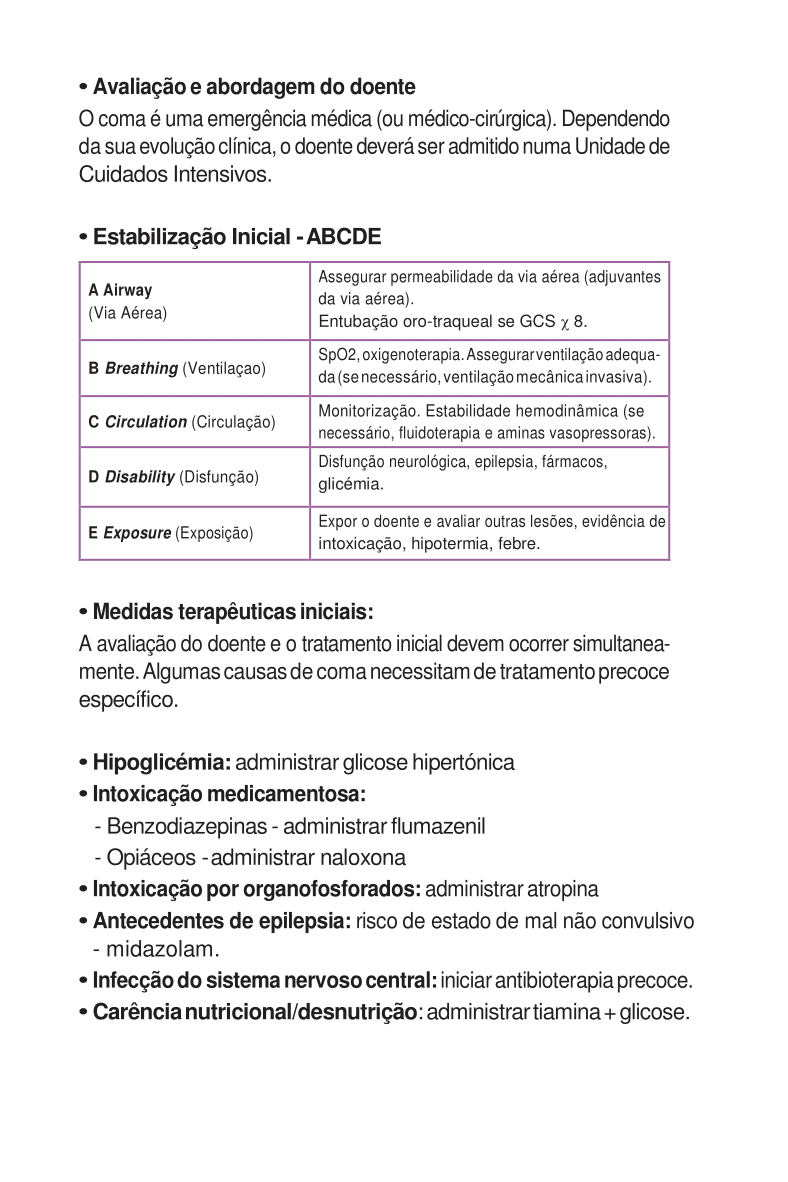 • Avaliação e abordagem do doente
O coma é uma emergência médica (ou médico-cirúrgica). Dependendo
da sua evolução clínica, o doente deverá ser admitido numa Unidade de
Cuidados Intensivos.
• Estabilização Inicial - ABCDE
A Airway
(Via Aérea)
Assegurar permeabilidade da via aérea (adjuvantes
da via aérea).
Entubação oro-traqueal se GCS χ 8.
B Breathing (Ventilaçao)
SpO2, oxigenoterapia. Assegurar ventilação adequa-
da (se necessário, ventilação mecânica invasiva).
C Circulation (Circulação)
Monitorização. Estabilidade hemodinâmica (se
necessário, fluidoterapia e aminas vasopressoras).
D Disability (Disfunção)
Disfunção neurológica, epilepsia, fármacos,
glicémia.
E Exposure (Exposição)
Expor o doente e avaliar outras lesões, evidência de
intoxicação, hipotermia, febre.
• Medidas terapêuticas iniciais:
A avaliação do doente e o tratamento inicial devem ocorrer simultanea-
mente. Algumas causas de coma necessitam de tratamento precoce
específico.
• Hipoglicémia: administrar glicose hipertónica
• Intoxicação medicamentosa:
- Benzodiazepinas - administrar flumazenil
- Opiáceos - administrar naloxona
• Intoxicação por organofosforados: administrar atropina
• Antecedentes de epilepsia: risco de estado de mal não convulsivo
- midazolam.
• Infecção do sistema nervoso central: iniciar antibioterapia precoce.
• Carência nutricional/desnutrição: administrar tiamina + glicose.